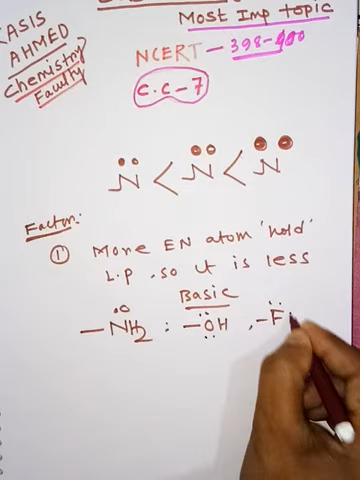 Most Imp topic
KASIS
AHMED
Chemistry
Faculty
NCERT — 398-400
C.C-7
N < N < N
Factor:
① More EN atom 'hold'
L.p, so it is less
Basic
—NH2 : —OH , —F